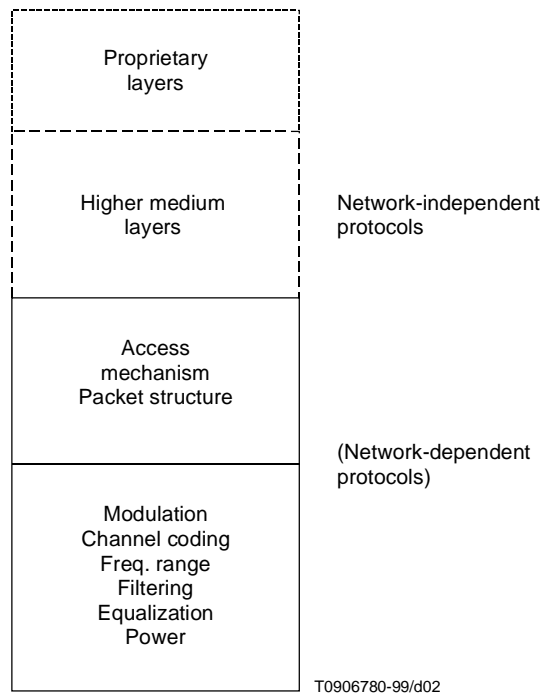 Proprietary
layers
Higher medium
layers
Network-independent
protocols
Access
mechanism
Packet structure
(Network-dependent
protocols)
Modulation
Channel coding
Freq. range
Filtering
Equalization
Power
T0906780-99/d02